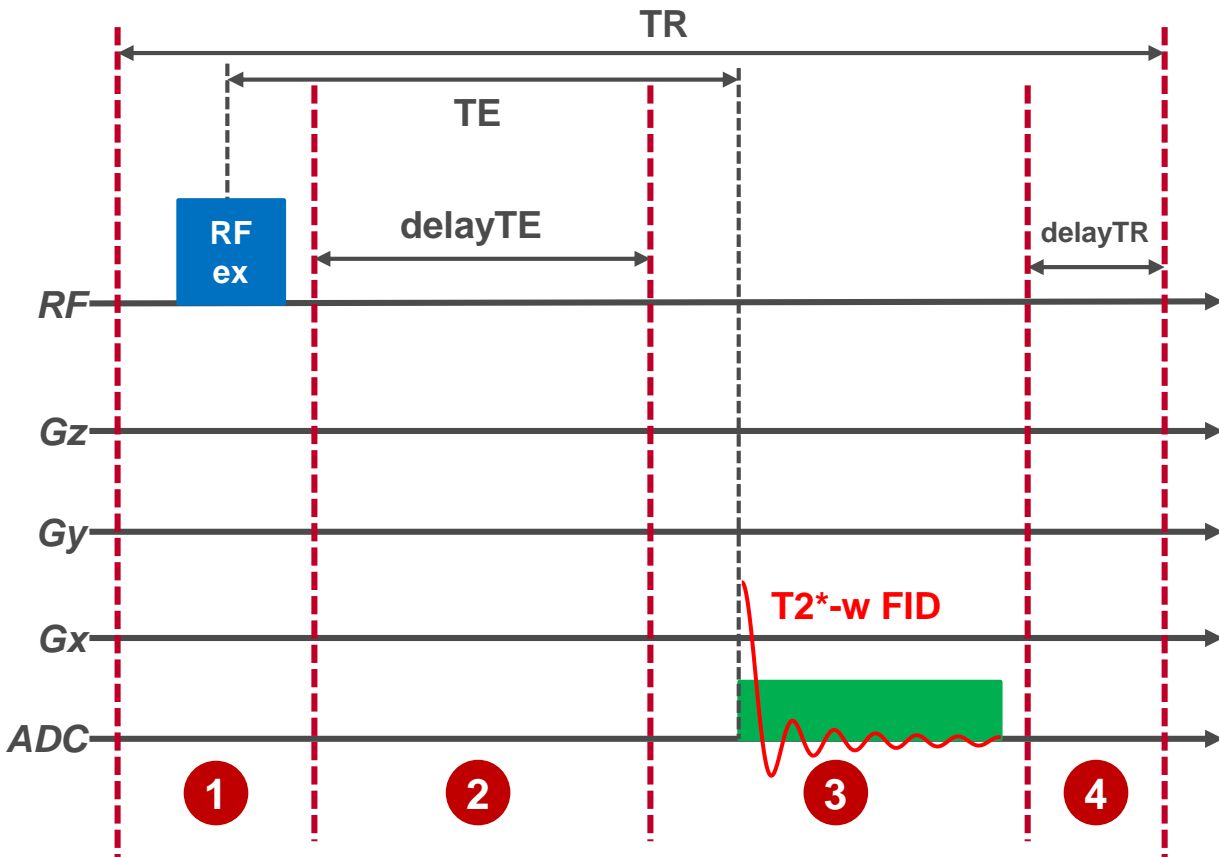 TR
TE
RF
ex
delayTE
delayTR
RF
Gz
Gy
T2*-w FID
Gx
ADC
1
2
3
4